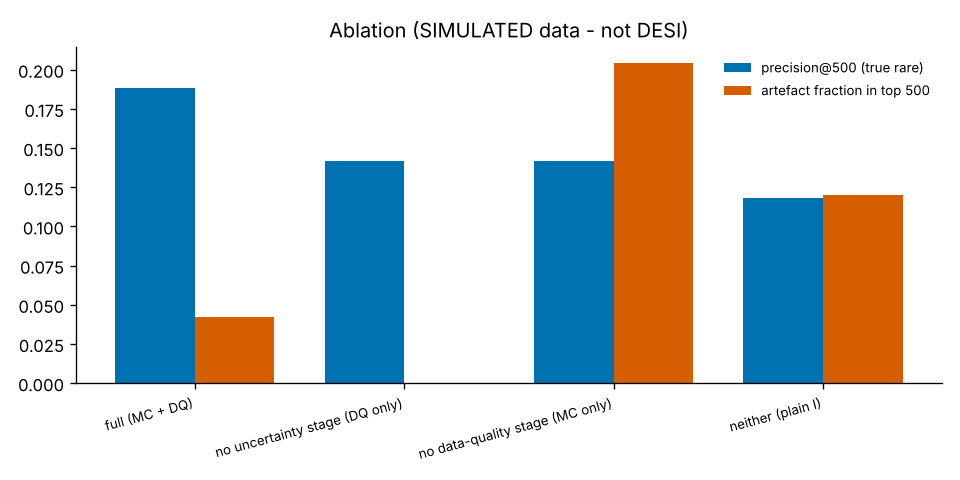 Ablation (SIMULATED data - not DESI)
precision@500 (true rare)
artefact fraction in top 500
0.200
0.175
0.150
0.125
0.100
0.075
0.050
0.025
0.000
full (MC + DQ)
no uncertainty stage (DQ only)
no data-quality stage (MC only)
neither (plain I)